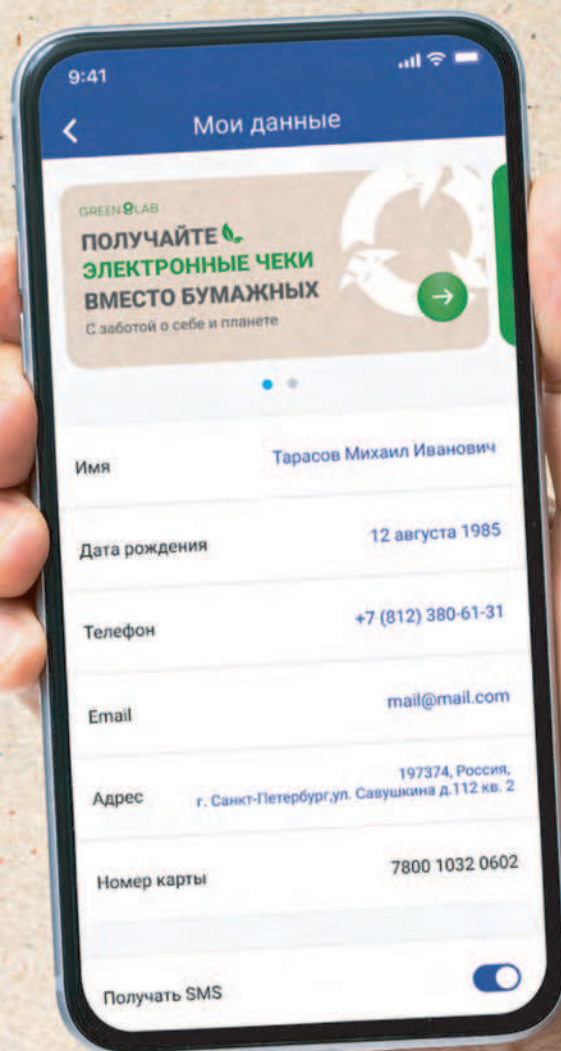 9:41
Мои данные
GREEN LAB
ПОЛУЧАЙТЕ
ЭЛЕКТРОННЫЕ ЧЕКИ
ВМЕСТО БУМАЖНЫХ
С заботой о себе и планете
Имя Тарасов Михаил Иванович
Дата рождения 12 августа 1985
Телефон +7 (812) 380-61-31
Email mail@mail.com
197374, Россия,
Адрес г. Санкт-Петербург,ул. Савушкина д.112 кв. 2
Номер карты 7800 1032 0602
Получать SMS